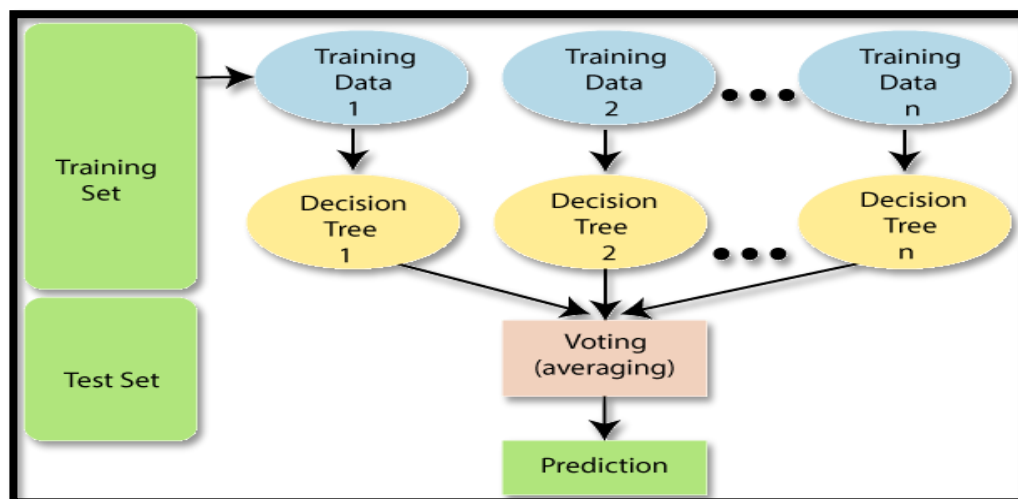 Training
Set
Test Set
Training
Data
1
Training
Data
2
Training
Data
n
Decision
Tree
1
Decision
Tree
2
Decision
Tree
n
Voting
(averaging)
Prediction